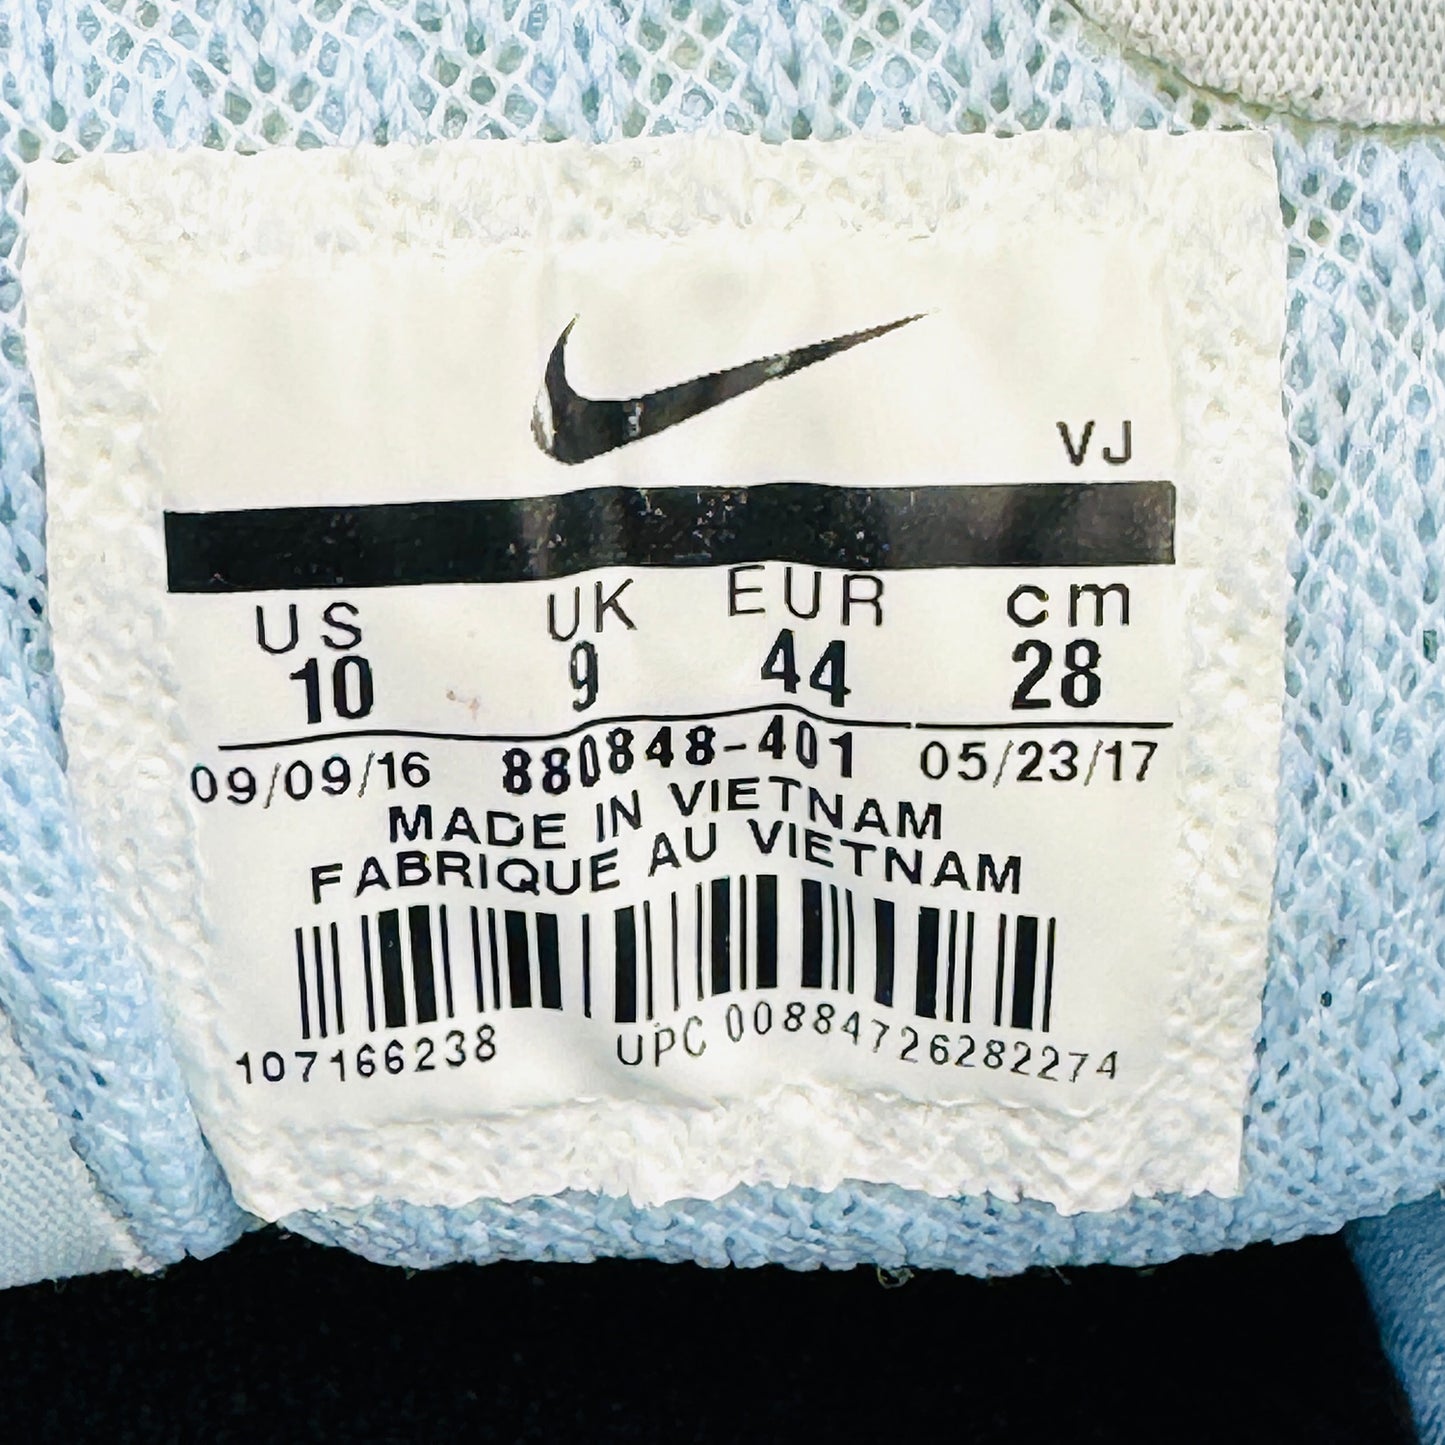 VJ
US UK EUR cm
10 9 44 28
09/09/16 880848-401 05/23/17
MADE IN VIETNAM
FABRIQUE AU VIETNAM
107166238 UPC 00884726282274